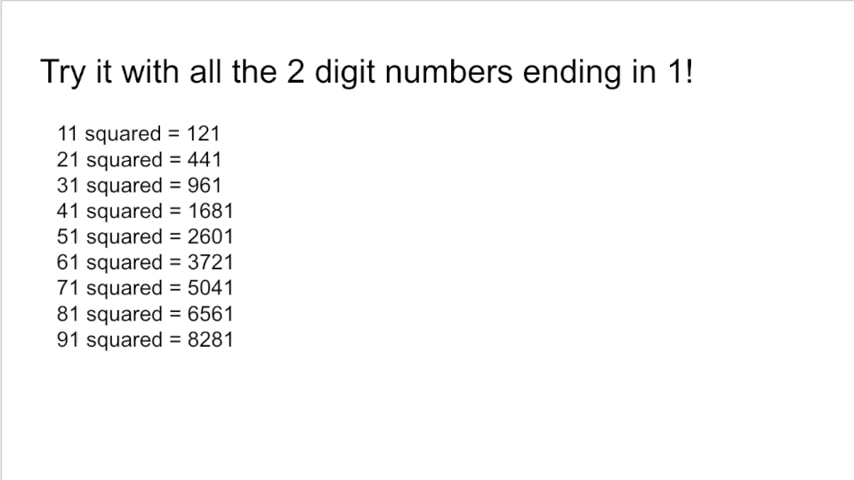 Try it with all the 2 digit numbers ending in 1!
11 squared = 121
21 squared = 441
31 squared = 961
41 squared = 1681
51 squared = 2601
61 squared = 3721
71 squared = 5041
81 squared = 6561
91 squared = 8281